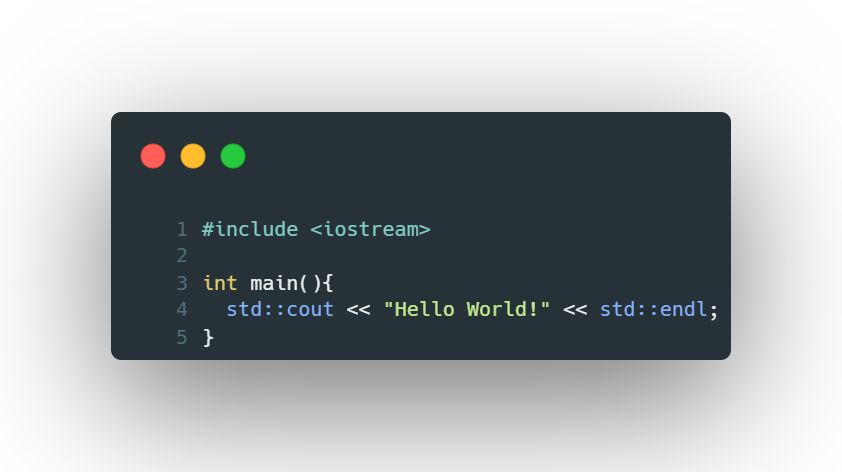 1 #include <iostream>
2
3 int main(){
4   std::cout << "Hello World!" << std::endl;
5 }